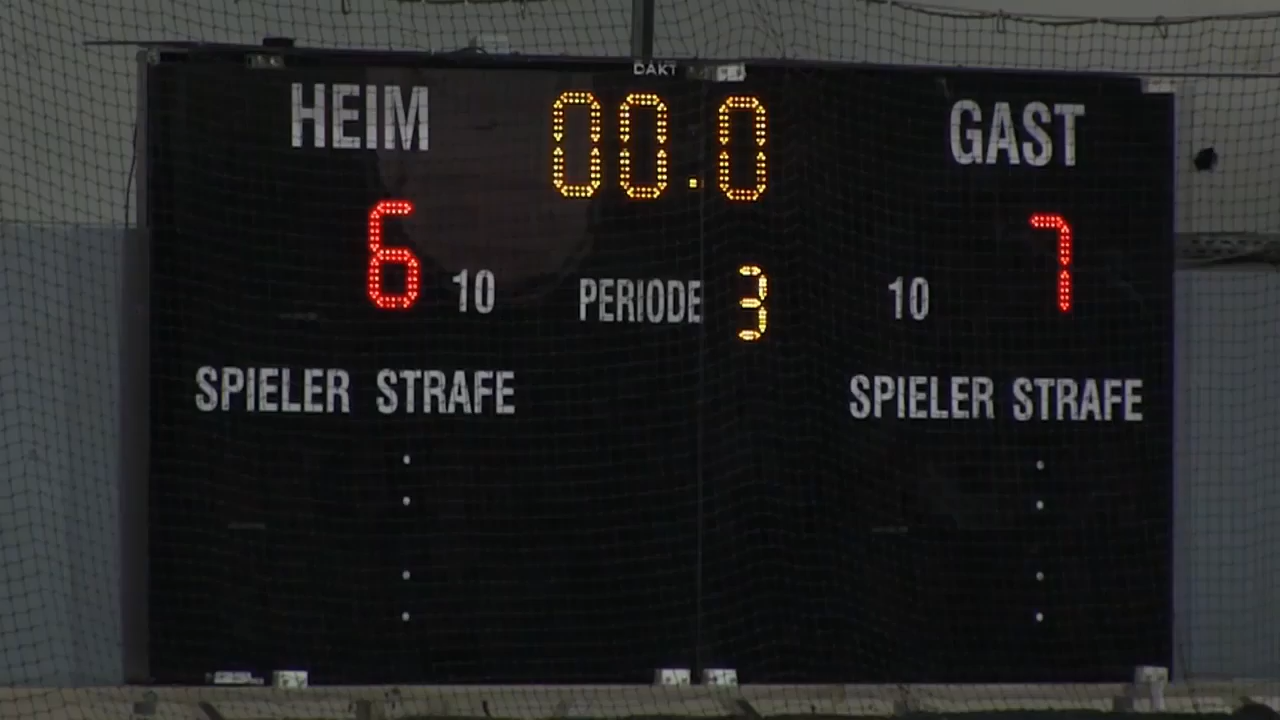 DAKT
HEIM 00.0 GAST
6 10 PERIODE 3 10 7
SPIELER STRAFE SPIELER STRAFE